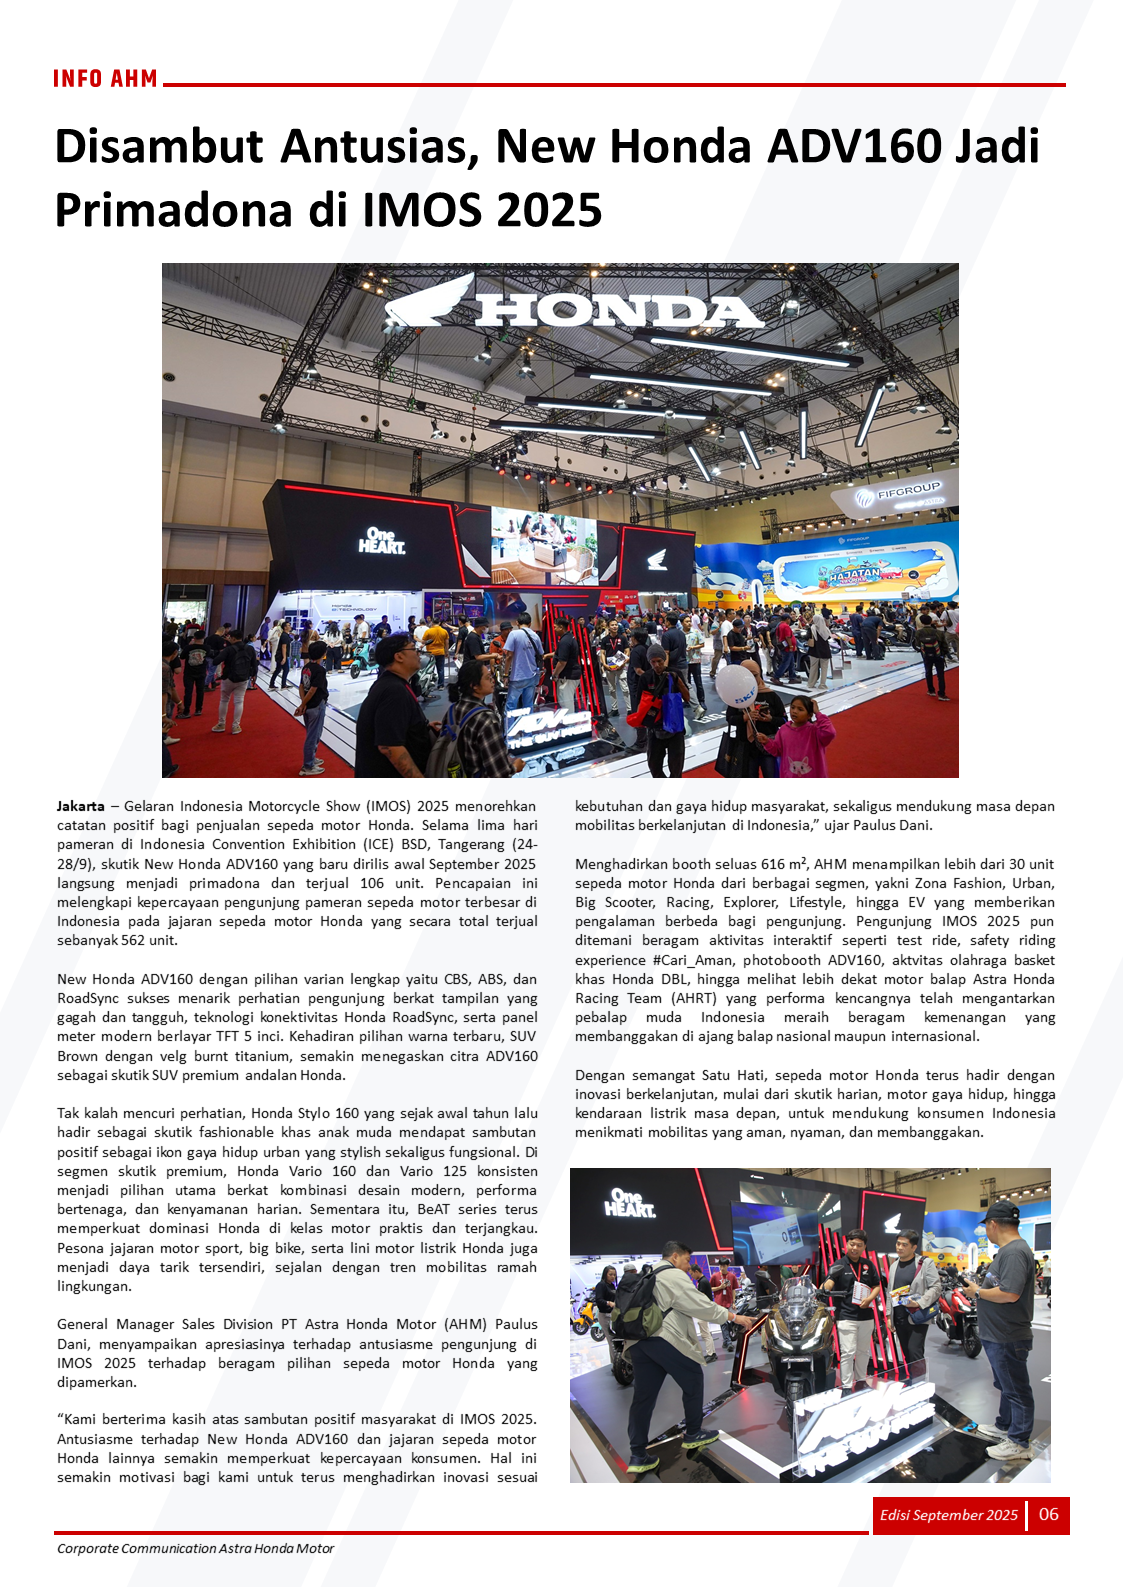 INFO AHM
Disambut Antusias, New Honda ADV160 Jadi
Primadona di IMOS 2025
HONDA
FIFGROUP
One
HEART.
FIFGROUP
HAJATAN
Honda
TECHNOLOGY
Jakarta – Gelaran Indonesia Motorcycle Show (IMOS) 2025 menorehkan
catatan positif bagi penjualan sepeda motor Honda. Selama lima hari
pameran di Indonesia Convention Exhibition (ICE) BSD, Tangerang (24-
28/9), skutik New Honda ADV160 yang baru dirilis awal September 2025
langsung menjadi primadona dan terjual 106 unit. Pencapaian ini
melengkapi kepercayaan pengunjung pameran sepeda motor terbesar di
Indonesia pada jajaran sepeda motor Honda yang secara total terjual
sebanyak 562 unit.
New Honda ADV160 dengan pilihan varian lengkap yaitu CBS, ABS, dan
RoadSync sukses menarik perhatian pengunjung berkat tampilan yang
gagah dan tangguh, teknologi konektivitas Honda RoadSync, serta panel
meter modern berlayar TFT 5 inci. Kehadiran pilihan warna terbaru, SUV
Brown dengan velg burnt titanium, semakin menegaskan citra ADV160
sebagai skutik SUV premium andalan Honda.
Tak kalah mencuri perhatian, Honda Stylo 160 yang sejak awal tahun lalu
hadir sebagai skutik fashionable khas anak muda mendapat sambutan
positif sebagai ikon gaya hidup urban yang stylish sekaligus fungsional. Di
segmen skutik premium, Honda Vario 160 dan Vario 125 konsisten
menjadi pilihan utama berkat kombinasi desain modern, performa
bertenaga, dan kenyamanan harian. Sementara itu, BeAT series terus
memperkuat dominasi Honda di kelas motor praktis dan terjangkau.
Pesona jajaran motor sport, big bike, serta lini motor listrik Honda juga
menjadi daya tarik tersendiri, sejalan dengan tren mobilitas ramah
lingkungan.
General Manager Sales Division PT Astra Honda Motor (AHM) Paulus
Dani, menyampaikan apresiasinya terhadap antusiasme pengunjung di
IMOS 2025 terhadap beragam pilihan sepeda motor Honda yang
dipamerkan.
“Kami berterima kasih atas sambutan positif masyarakat di IMOS 2025.
Antusiasme terhadap New Honda ADV160 dan jajaran sepeda motor
Honda lainnya semakin memperkuat kepercayaan konsumen. Hal ini
semakin motivasi bagi kami untuk terus menghadirkan inovasi sesuai
kebutuhan dan gaya hidup masyarakat, sekaligus mendukung masa depan
mobilitas berkelanjutan di Indonesia,” ujar Paulus Dani.
Menghadirkan booth seluas 616 m², AHM menampilkan lebih dari 30 unit
sepeda motor Honda dari berbagai segmen, yakni Zona Fashion, Urban,
Big Scooter, Racing, Explorer, Lifestyle, hingga EV yang memberikan
pengalaman berbeda bagi pengunjung. Pengunjung IMOS 2025 pun
ditemani beragam aktivitas interaktif seperti test ride, safety riding
experience #Cari_Aman, photobooth ADV160, aktvitas olahraga basket
khas Honda DBL, hingga melihat lebih dekat motor balap Astra Honda
Racing Team (AHRT) yang performa kencangnya telah mengantarkan
pebalap muda Indonesia meraih beragam kemenangan yang
membanggakan di ajang balap nasional maupun internasional.
Dengan semangat Satu Hati, sepeda motor Honda terus hadir dengan
inovasi berkelanjutan, mulai dari skutik harian, motor gaya hidup, hingga
kendaraan listrik masa depan, untuk mendukung konsumen Indonesia
menikmati mobilitas yang aman, nyaman, dan membanggakan.
One
HEART.
Edisi September 2025
06
Corporate Communication Astra Honda Motor